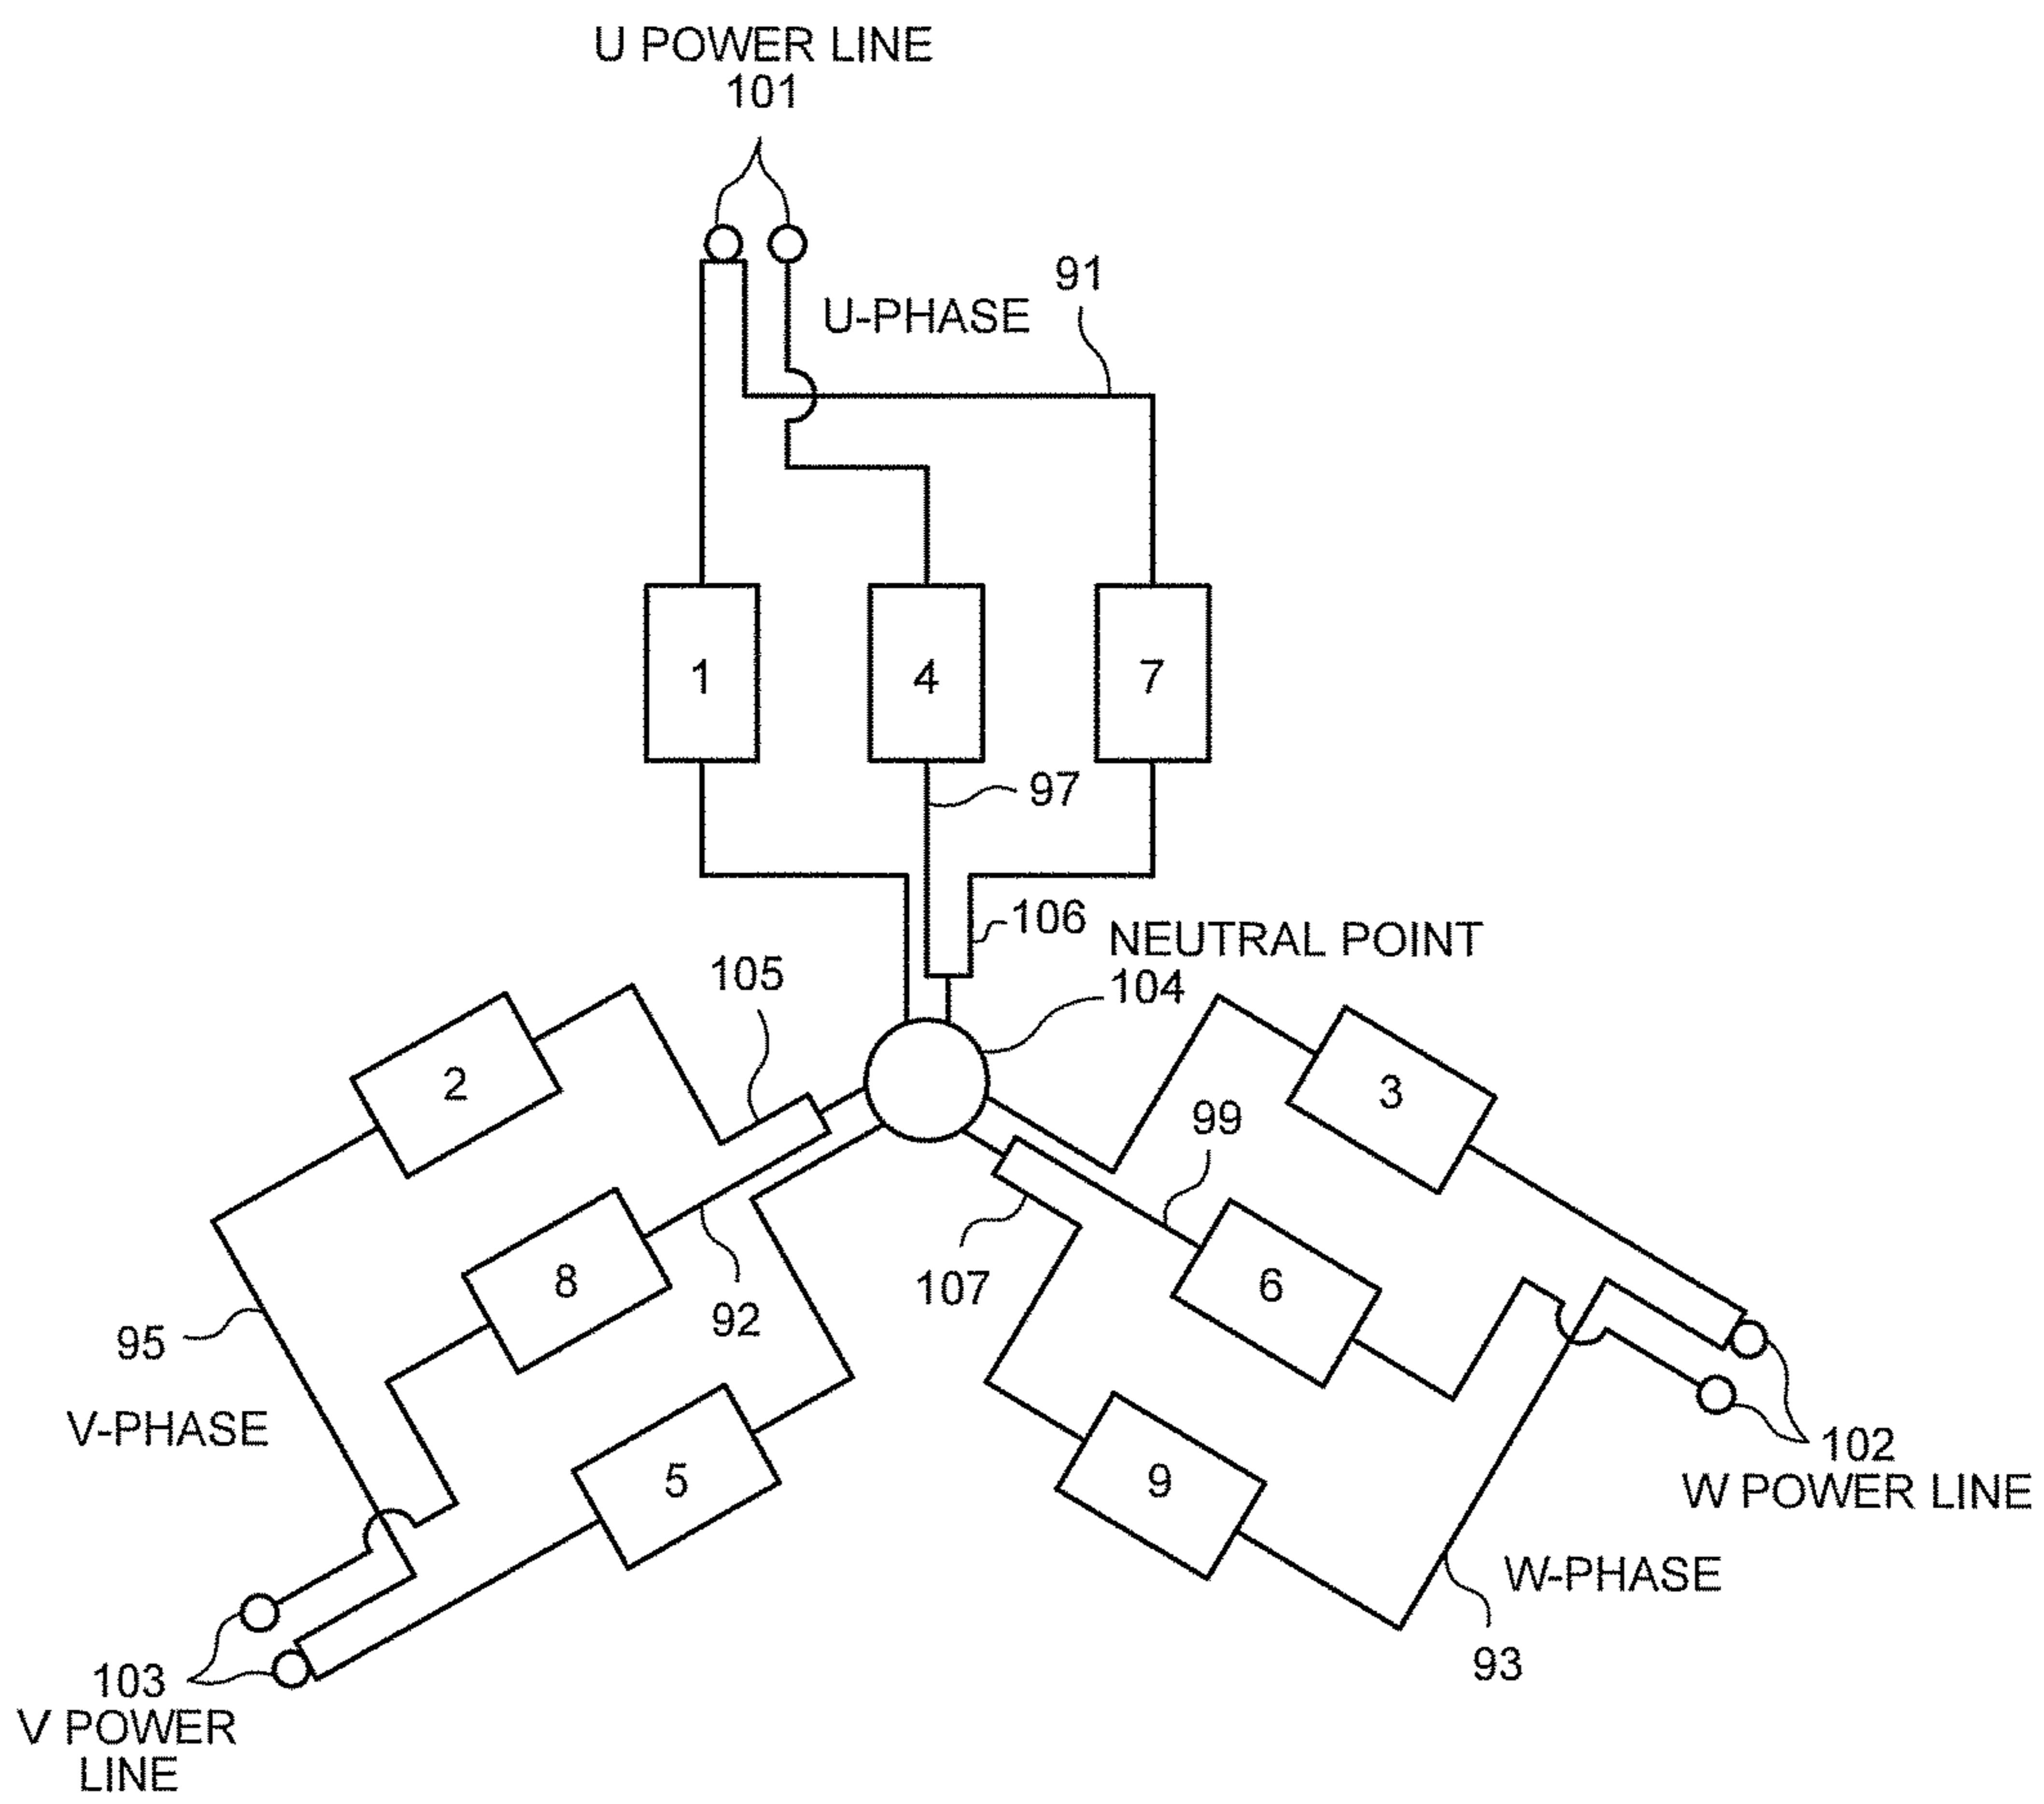 U POWER LINE
101
91
U-PHASE
1
4
7
97
106
NEUTRAL POINT
104
105
2
3
99
8
92
107
6
95
V-PHASE
5
9
102
W POWER LINE
W-PHASE
93
103
V POWER
LINE